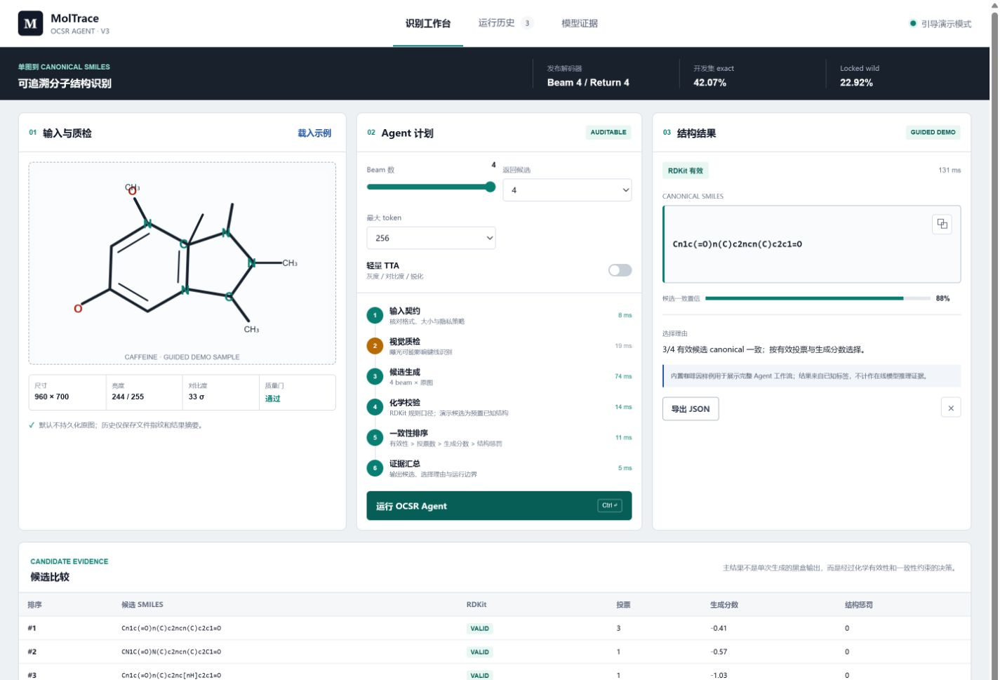 M
MolTrace
OCSR AGENT · V3
识别工作台
运行历史 3
模型证据
引导演示模式
单图到 CANONICAL SMILES
可追溯分子结构识别
发布解码器
Beam 4 / Return 4
开发集 exact
42.07%
Locked wild
22.92%
01 输入与质检
载入示例
CH₃
O
N
C
N
N
CH₃
N
C
O
CH₃
CAFFEINE · GUIDED DEMO SAMPLE
尺寸
960 × 700
亮度
244 / 255
对比度
33 σ
质量门
通过
✓ 默认不持久化原图；历史仅保存文件指纹和结果摘要。
02 Agent 计划
AUDITABLE
Beam 数
4
返回候选
4
最大 token
256
轻量 TTA
灰度 / 对比度 / 锐化
1 输入契约 8 ms
核对格式、大小与隐私策略
2 视觉质检 19 ms
曝光可能影响键线识别
3 候选生成 74 ms
4 beam × 原图
4 化学校验 14 ms
RDKit 规则口径；演示候选为预置已知结构
5 一致性排序 11 ms
有效性 > 投票数 > 生成分数 > 结构惩罚
6 证据汇总 5 ms
输出候选、选择理由与运行边界
运行 OCSR Agent
Ctrl ⏎
03 结构结果
GUIDED DEMO
RDKit 有效
131 ms
CANONICAL SMILES
Cn1c(=O)n(C)c2ncn(C)c2c1=O
候选一致置信 88%
选择理由
3/4 有效候选 canonical 一致；按有效投票与生成分数选择。
内置咖啡因样例用于展示完整 Agent 工作流；结果来自已知标签，不计作在线模型推理证据。
导出 JSON
×
CANDIDATE EVIDENCE
候选比较
主结果不是单次生成的黑盒输出，而是经过化学有效性和一致性约束的决策。
排序 候选 SMILES RDKit 投票 生成分数 结构惩罚
#1 Cn1c(=O)n(C)c2ncn(C)c2c1=O VALID 3 -0.41 0
#2 CN1C(=O)N(C)c2ncn(C)c2C1=O VALID 1 -0.57 0
#3 Cn1c(=O)n(C)c2nc[nH]c2c1=O VALID 1 -1.03 0